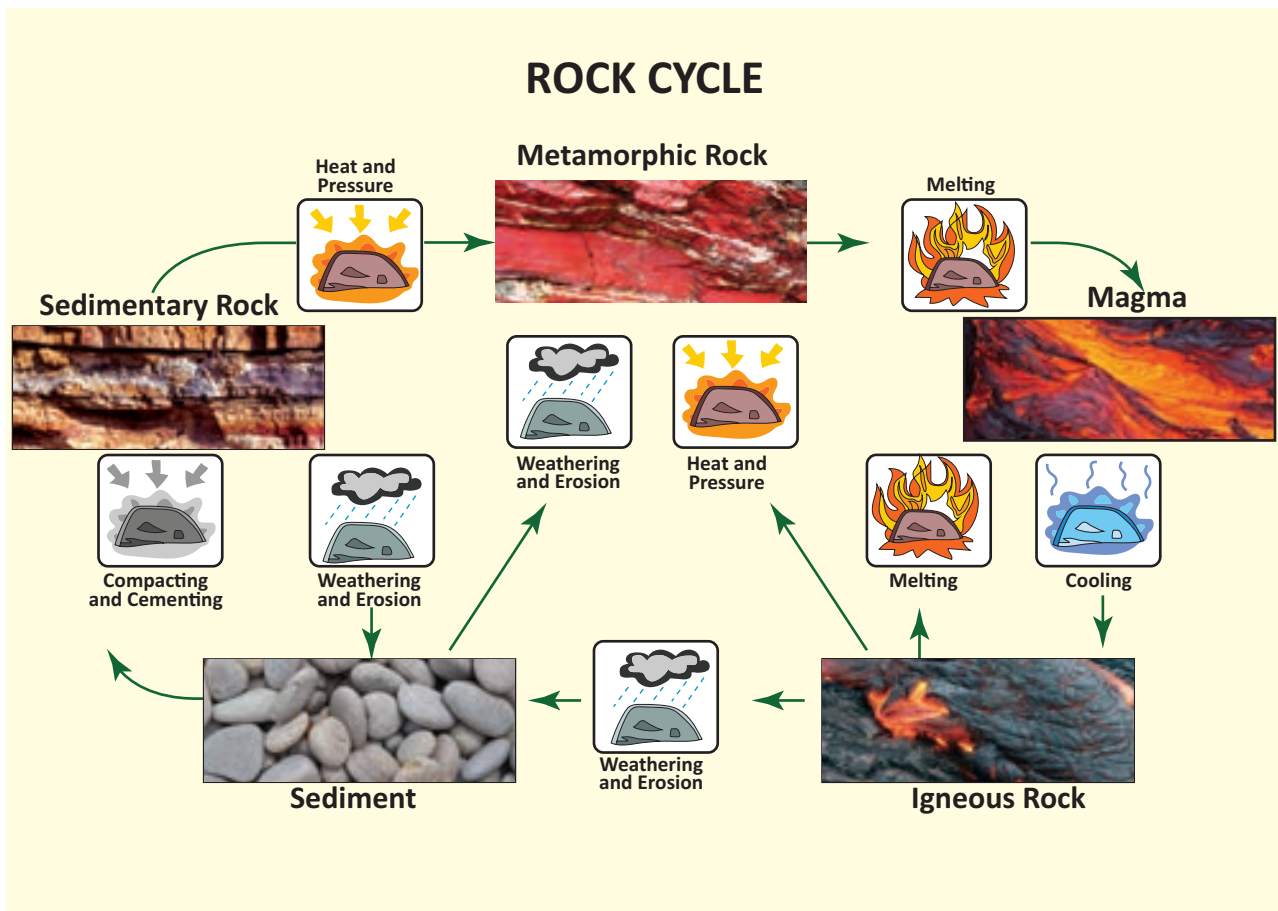 ROCK CYCLE
Metamorphic Rock
Heat and
Pressure
Melting
Sedimentary Rock
Magma
Weathering
and Erosion
Heat and
Pressure
Compacting
and Cementing
Weathering
and Erosion
Melting
Cooling
Weathering
and Erosion
Sediment
Igneous Rock